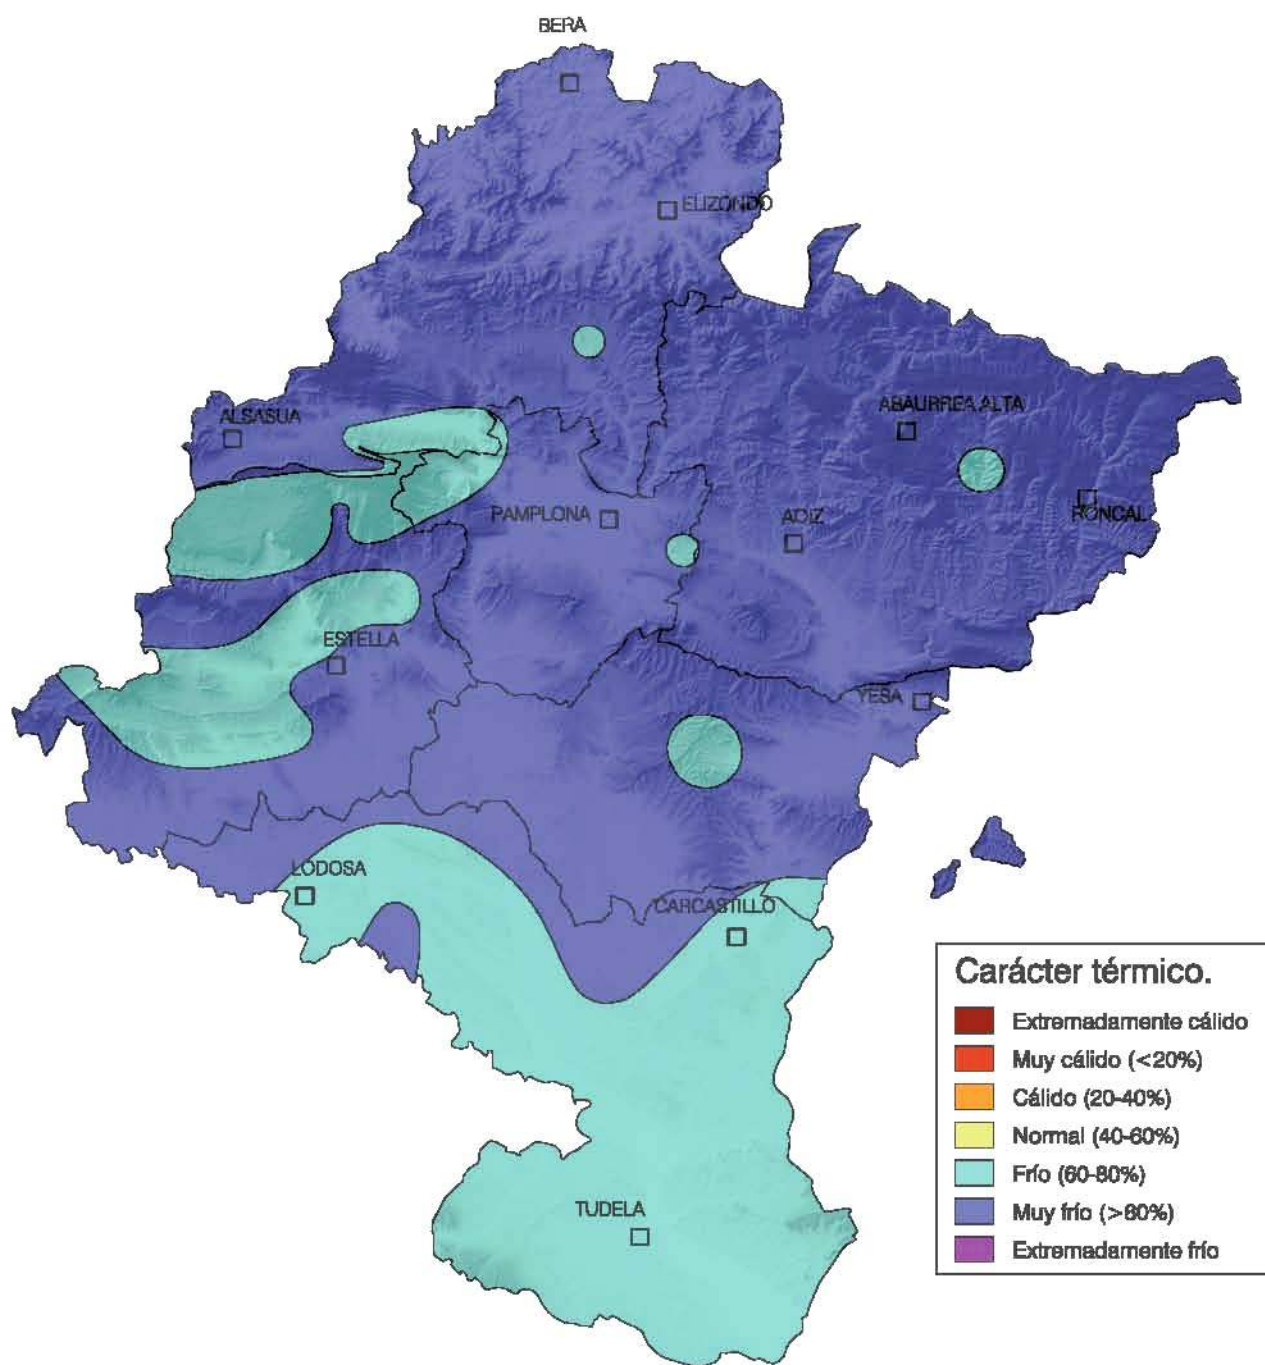 BERA
ELIZONDO
ALSASUA
ABAURREA ALTA
PAMPLONA
AOIZ
RONCAL
ESTELLA
YESA
LODOSA
CARCASTILLO
TUDELA
Carácter térmico.
Extremadamente cálido
Muy cálido (<20%)
Cálido (20-40%)
Normal (40-60%)
Frío (60-80%)
Muy frío (>80%)
Extremadamente frío